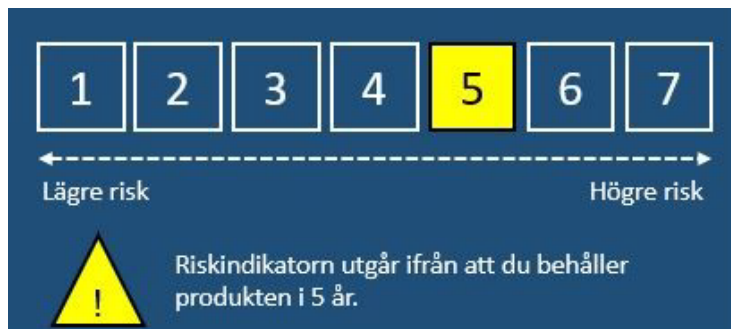 1 2 3 4 5 6 7
Lägre risk Högre risk
! Riskindikatorn utgår ifrån att du behåller
produkten i 5 år.